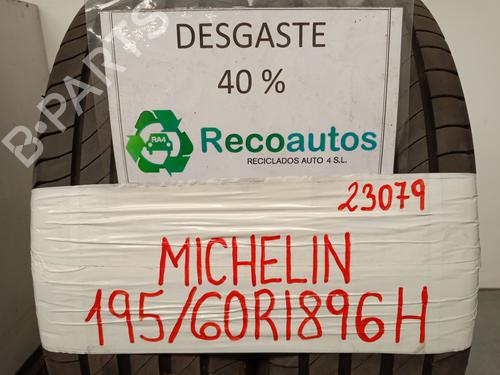 DESGASTE
40 %
RA4
Recoautos
RECICLADOS AUTO 4 S.L.
23079
MICHELIN
195/60R1896H
B-PARTS